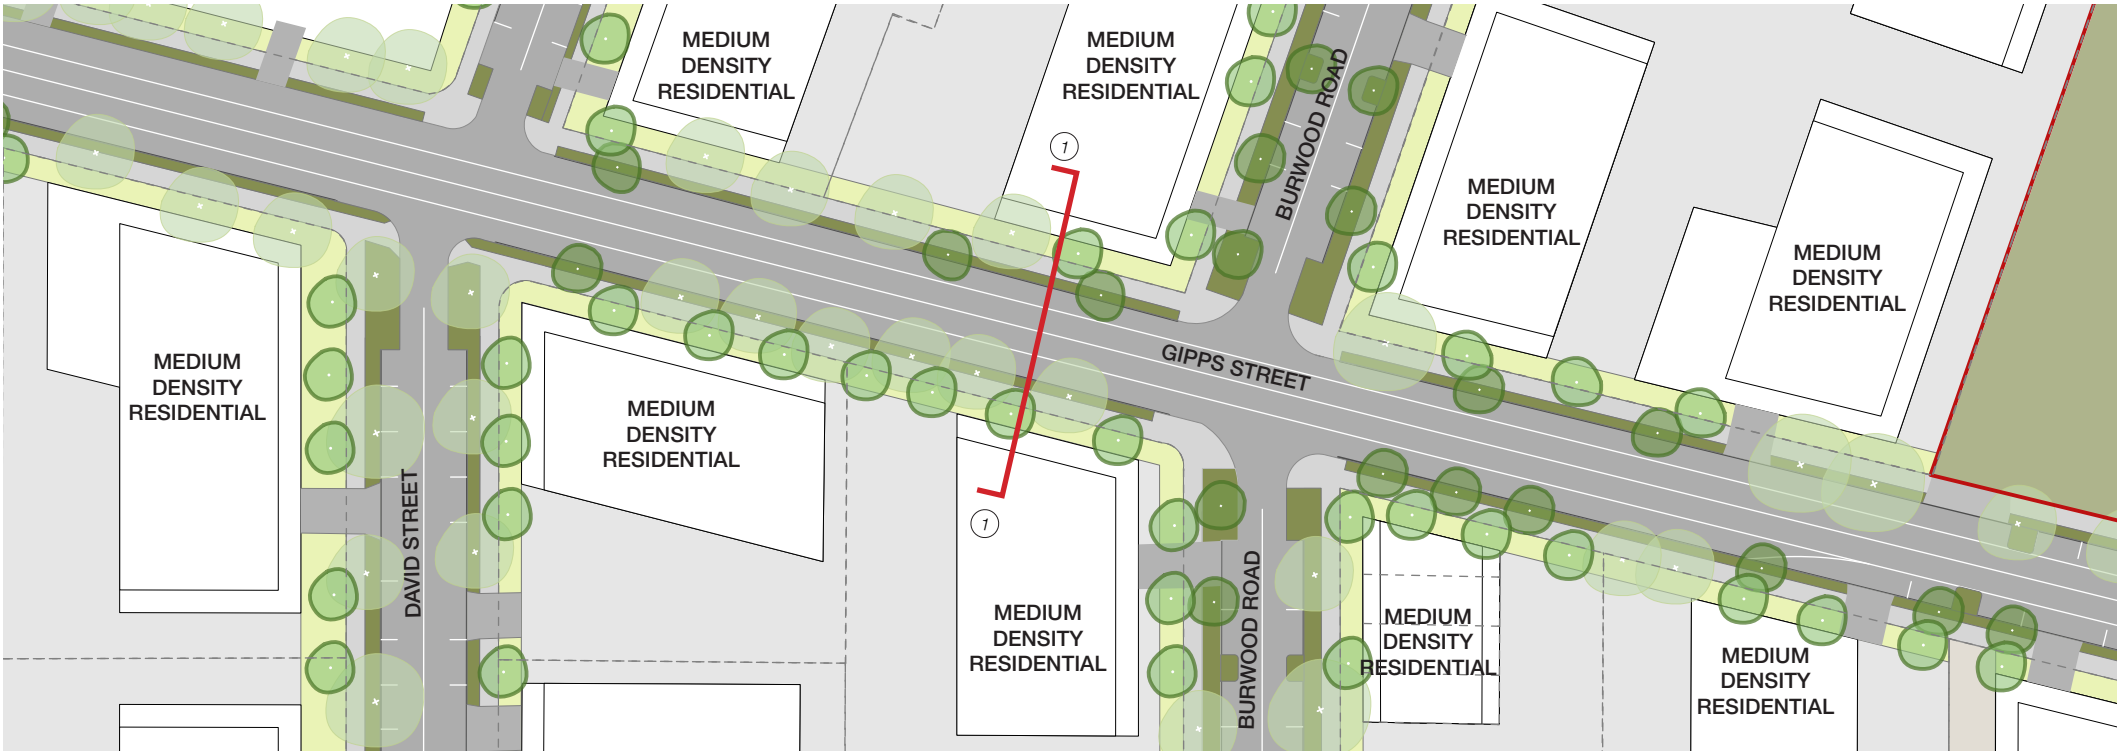 MEDIUM
DENSITY
RESIDENTIAL
MEDIUM
DENSITY
RESIDENTIAL
BURWOOD ROAD
1
MEDIUM
DENSITY
RESIDENTIAL
MEDIUM
DENSITY
RESIDENTIAL
GIPPS STREET
MEDIUM
DENSITY
RESIDENTIAL
MEDIUM
DENSITY
RESIDENTIAL
DAVID STREET
1
BURWOOD ROAD
MEDIUM
DENSITY
RESIDENTIAL
MEDIUM
DENSITY
RESIDENTIAL
MEDIUM
DENSITY
RESIDENTIAL